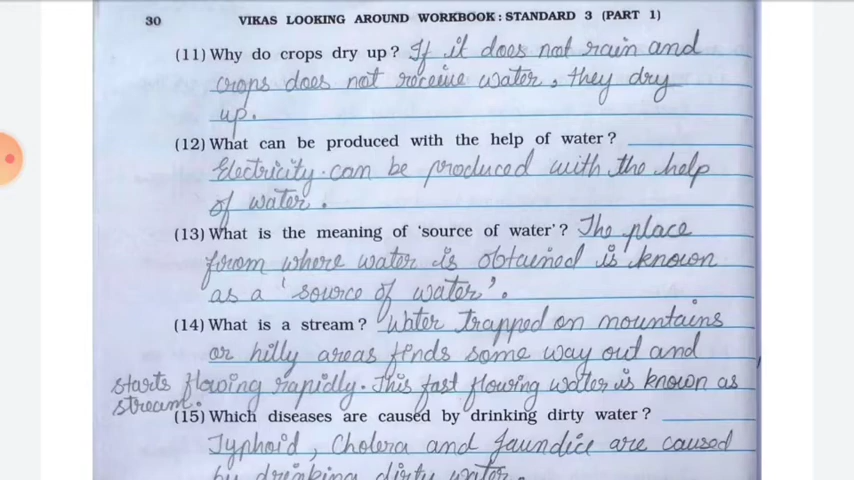 30 VIKAS LOOKING AROUND WORKBOOK : STANDARD 3 (PART 1)
(11) Why do crops dry up ? If it does not rain and
crops does not receive water, they dry
up.
(12) What can be produced with the help of water ?
Electricity can be produced with the help
of water.
(13) What is the meaning of 'source of water' ? The place
from where water is obtained is known
as a 'source of water'.
(14) What is a stream ? Water trapped on mountains
or hilly areas finds some way out and
starts flowing rapidly. This fast flowing water is known as
stream.
(15) Which diseases are caused by drinking dirty water ?
Typhoid, Cholera and Jaundice are caused
by drinking dirty water.